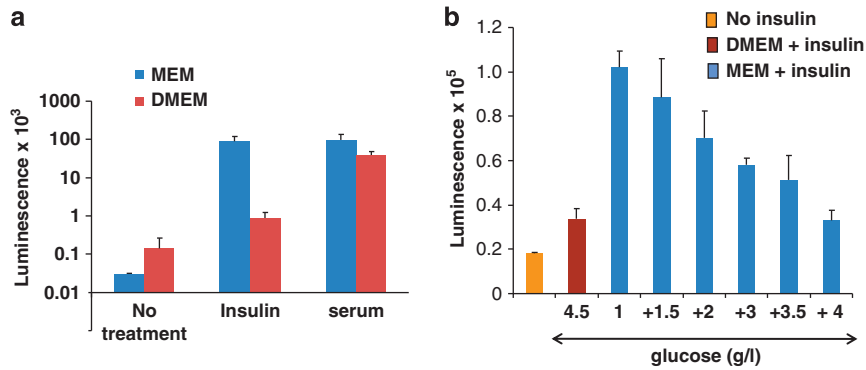 a
MEM
DMEM
Luminescence x 10³
1000
100
10
1
0.1
0.01
No treatment
Insulin
serum
b
No insulin
DMEM + insulin
MEM + insulin
Luminescence x 10⁵
1.2
1.0
0.8
0.6
0.4
0.2
0
4.5 1 +1.5 +2 +3 +3.5 + 4
glucose (g/l)